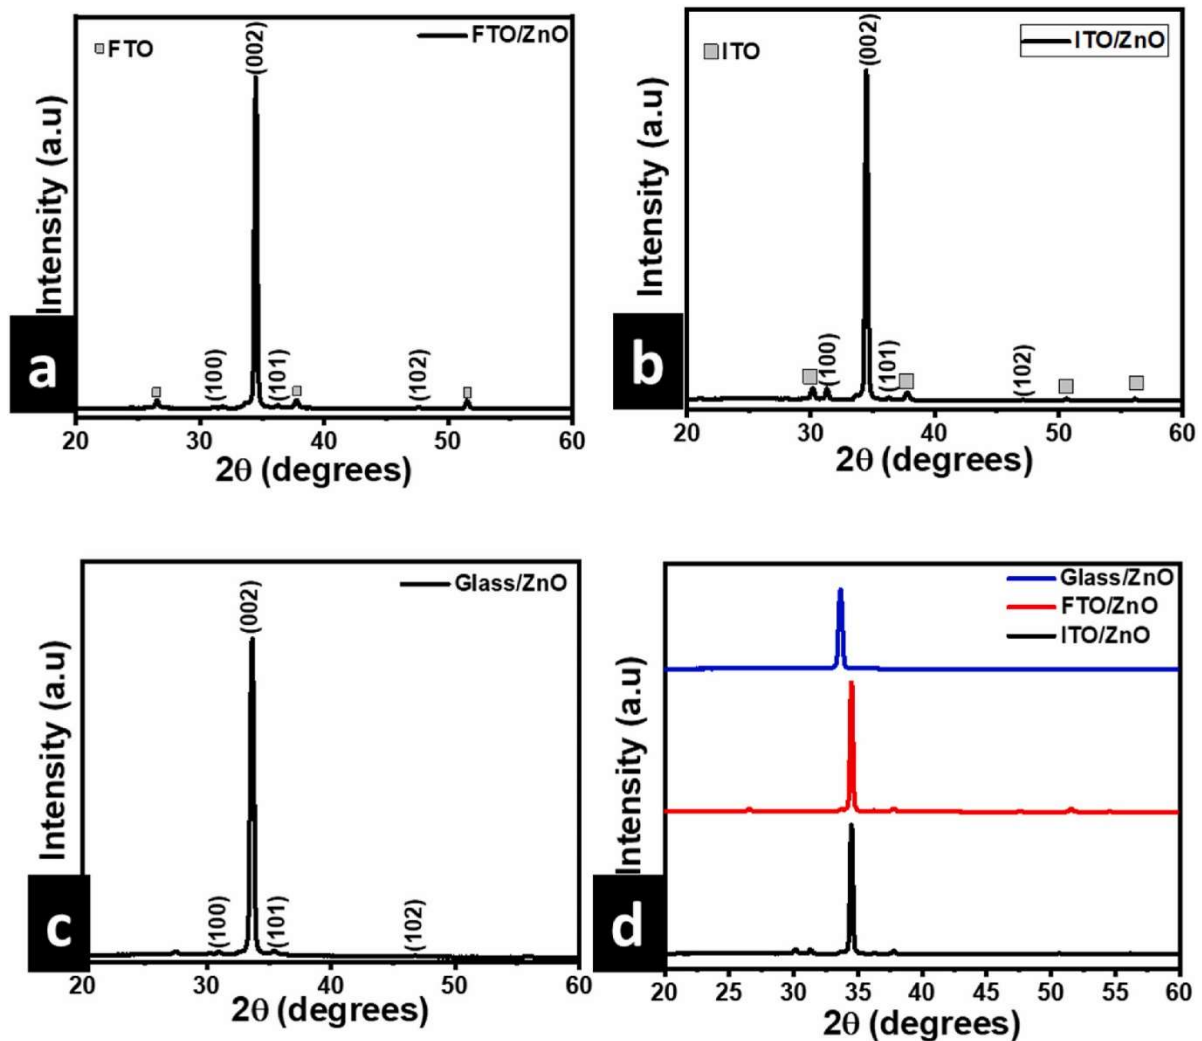 FTO
FTO/ZnO
(002)
(100)
(101)
(102)
Intensity (a.u)
a
20 30 40 50 60
2θ (degrees)
ITO
ITO/ZnO
(002)
(100)
(101)
(102)
Intensity (a.u)
b
20 30 40 50 60
2θ (degrees)
Glass/ZnO
(002)
(100)
(101)
(102)
Intensity (a.u)
c
20 30 40 50 60
2θ (degrees)
Glass/ZnO
FTO/ZnO
ITO/ZnO
Intensity (a.u)
d
20 25 30 35 40 45 50 55 60
2θ (degrees)